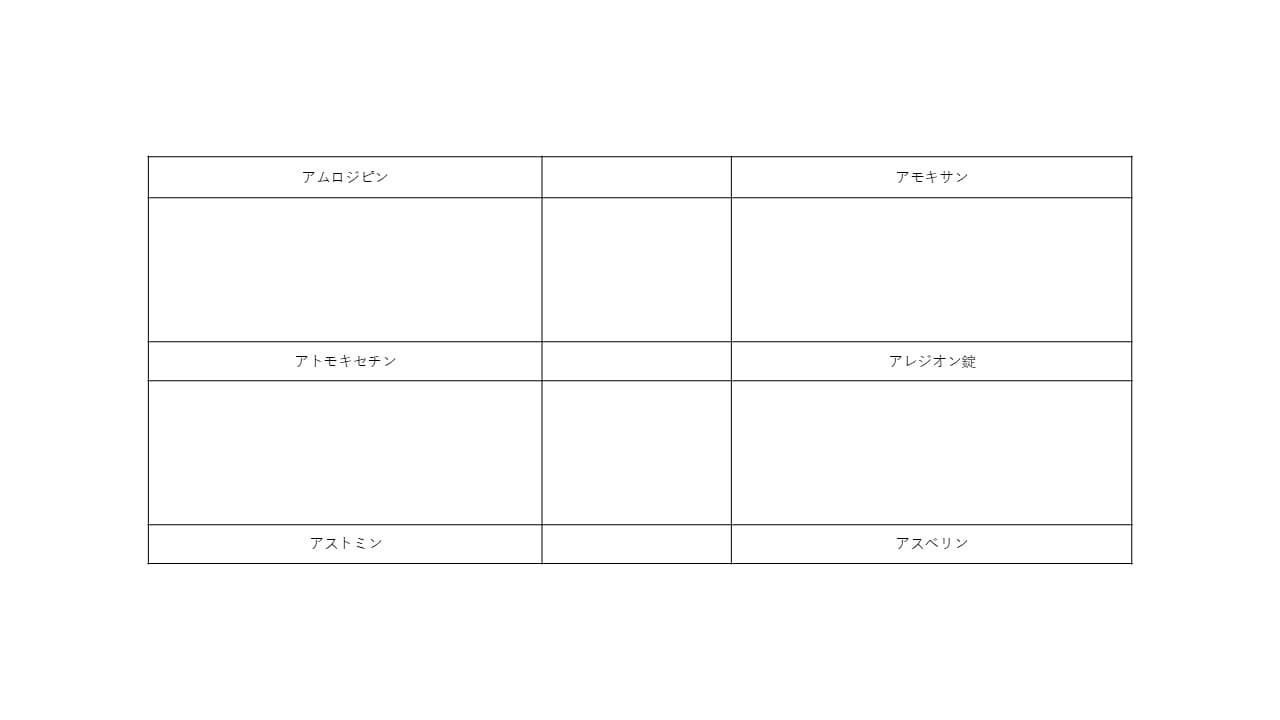 アムロジピン
アモキサン
アトモキセチン
アレジオン錠
アストミン
アスベリン